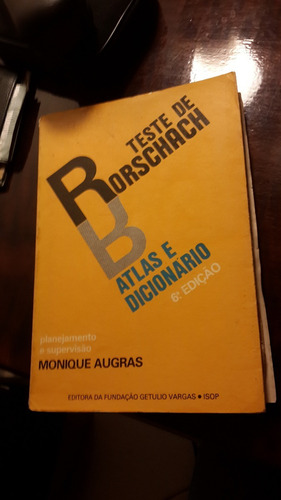 TESTE DE
RORSCHACH
R
ATLAS E
DICIONÁRIO
6ª EDIÇÃO
planejamento
e supervisão
MONIQUE AUGRAS
EDITORA DA FUNDAÇÃO GETULIO VARGAS • ISOP